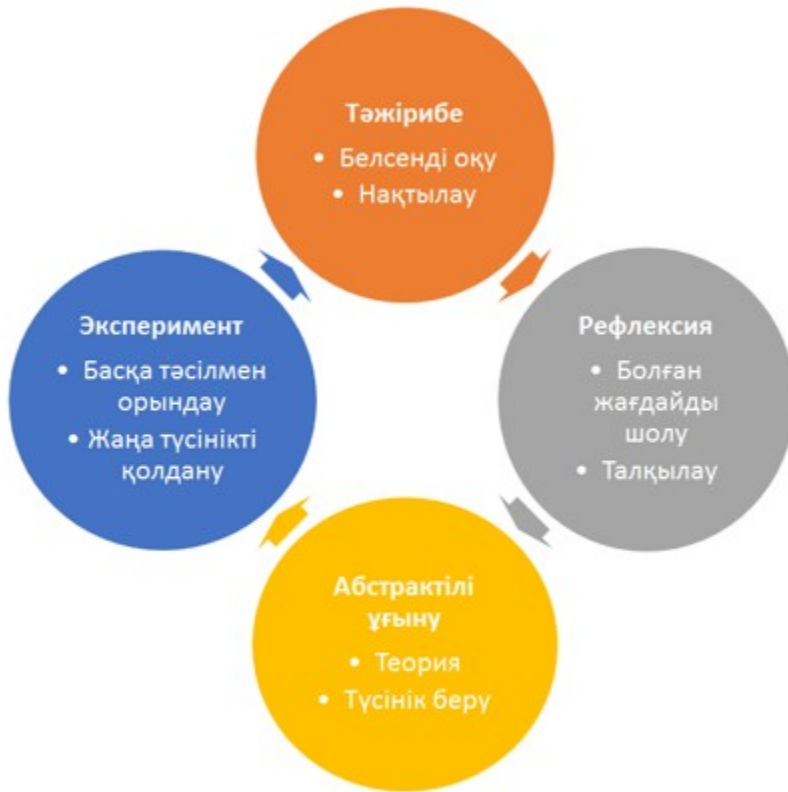 Тәжірибе
• Белсенді оқу
• Нақтылау
Рефлексия
• Болған
жағдайды
шолу
• Талқылау
Абстрактілі
ұғыну
• Теория
• Түсінік беру
Эксперимент
• Басқа тәсілмен
орындау
• Жаңа түсінікті
қолдану